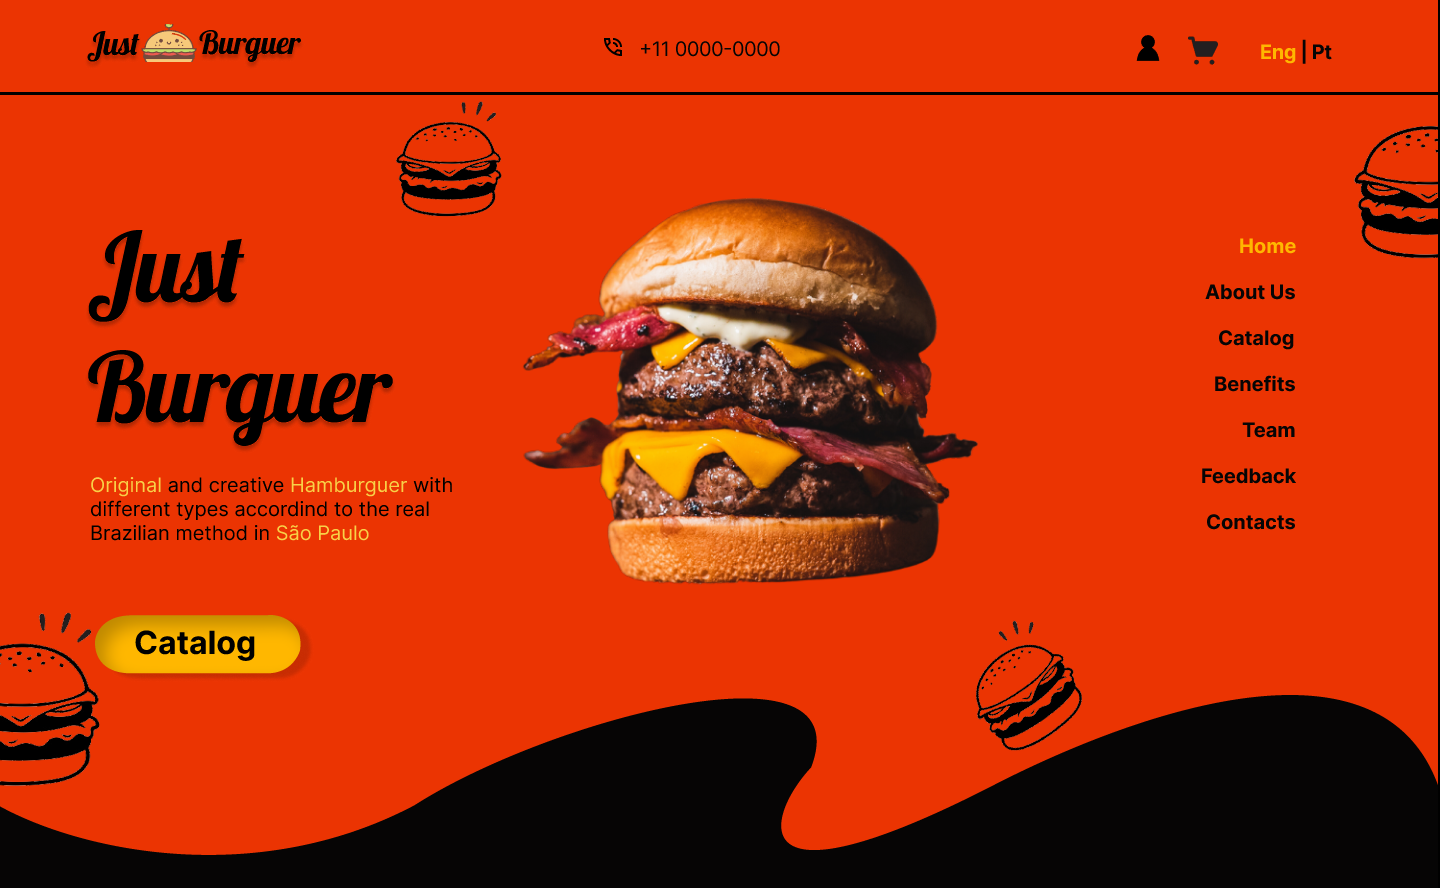 Just Burguer
+11 0000-0000
Eng | Pt
Just
Burguer
Original and creative Hamburguer with
different types accordind to the real
Brazilian method in São Paulo
Catalog
Home
About Us
Catalog
Benefits
Team
Feedback
Contacts